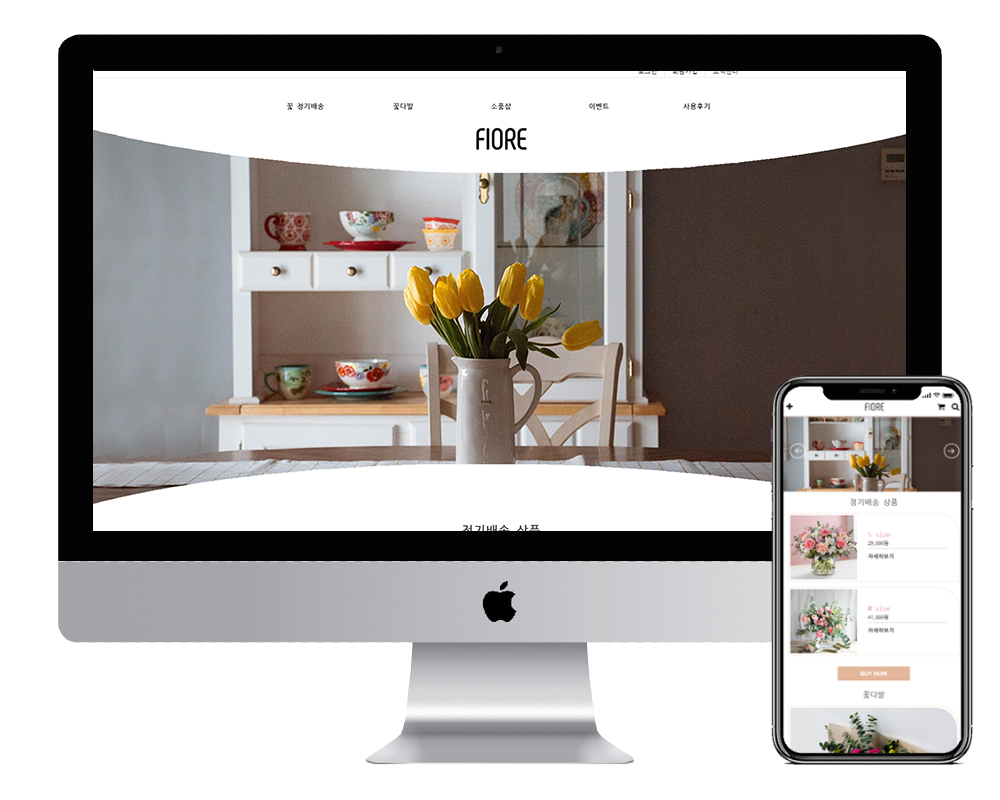 로그인 회원가입 고객센터
꽃 정기배송 꽃다발 소품샵 이벤트 사용후기
FIORE
정기배송 상품
FIORE
정기배송 상품
S size
29,000원
자세히보기
M size
41,000원
자세히보기
BUY NOW
꽃다발